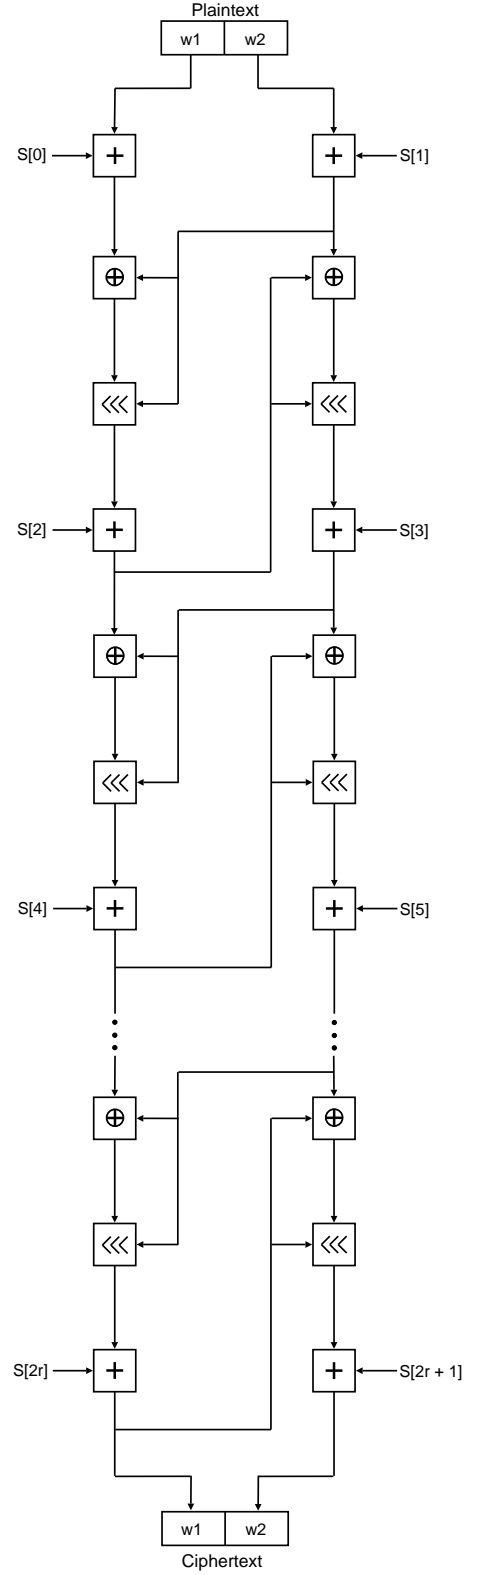 Plaintext
w1 w2
S[0] + + S[1]
⊕ ⊕
<<< <<<
S[2] + + S[3]
⊕ ⊕
<<< <<<
S[4] + + S[5]
⊕ ⊕
<<< <<<
S[2r] + + S[2r + 1]
w1 w2
Ciphertext